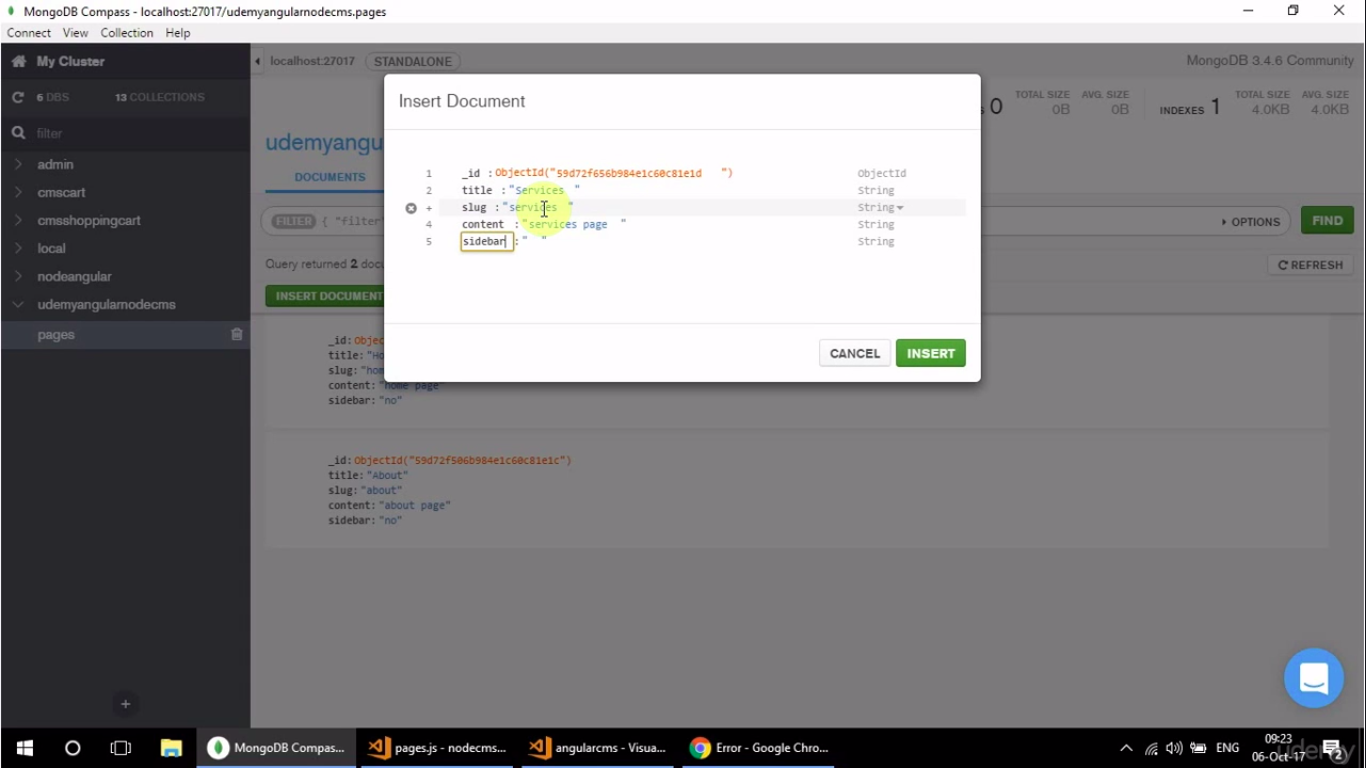 MongoDB Compass - localhost:27017/udemyangularnodecms.pages
Connect View Collection Help
My Cluster
localhost:27017 STANDALONE
MongoDB 3.4.6 Community
6 DBS 13 COLLECTIONS
filter
admin
cmscart
cmsshoppingcart
local
nodeangular
udemyangularnodecms
pages
udemyangu
0 TOTAL SIZE 0B AVG. SIZE 0B INDEXES 1 TOTAL SIZE 4.0KB AVG. SIZE 4.0KB
DOCUMENTS
FILTER { "filter" OPTIONS FIND
Query returned 2 docu REFRESH
INSERT DOCUMENT
Insert Document
1 _id :ObjectId("59d72f656b984e1c60c81e1d ") ObjectId
2 title :"Services " String
+ slug :"services " String
4 content :"services page " String
5 sidebar :" " String
CANCEL INSERT
_id: Objec
title: "Ho
slug: "hom
content: "home page"
sidebar: "no"
_id: ObjectId("59d72f506b984e1c60c81e1c")
title: "About"
slug: "about"
content: "about page"
sidebar: "no"
MongoDB Compas... pages.js - nodecms... angularcms - Visua... Error - Google Chro... ENG 09:23
06-Oct-17 2
udemy